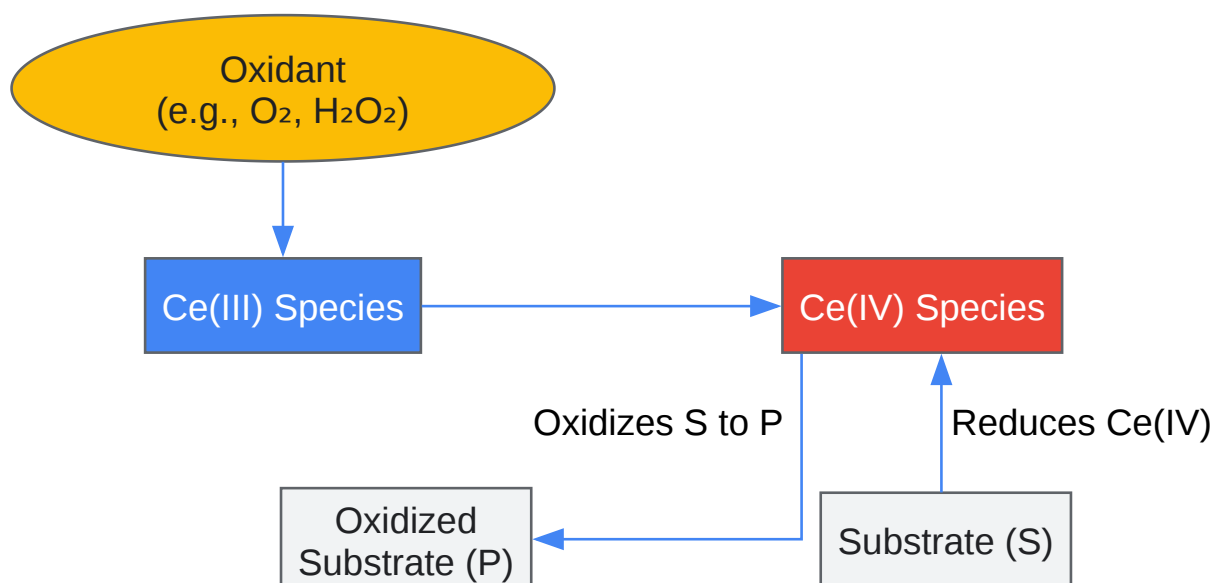 Oxidant
(e.g., O₂, H₂O₂)
Ce(III) Species
Ce(IV) Species
Oxidizes S to P
Reduces Ce(IV)
Oxidized
Substrate (P)
Substrate (S)